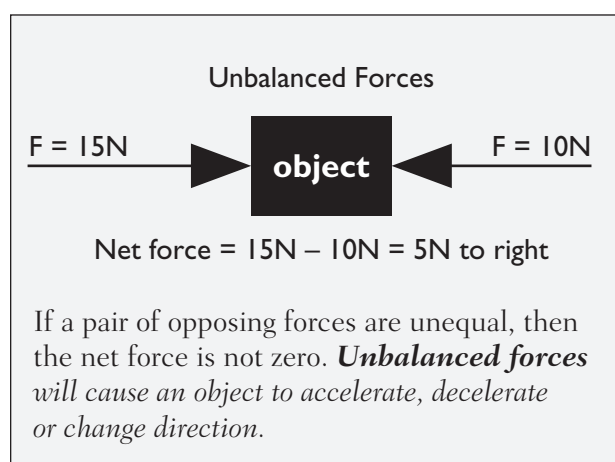 Unbalanced Forces
F = 15N
F = 10N
object
Net force = 15N – 10N = 5N to right
If a pair of opposing forces are unequal, then
the net force is not zero. Unbalanced forces
will cause an object to accelerate, decelerate
or change direction.